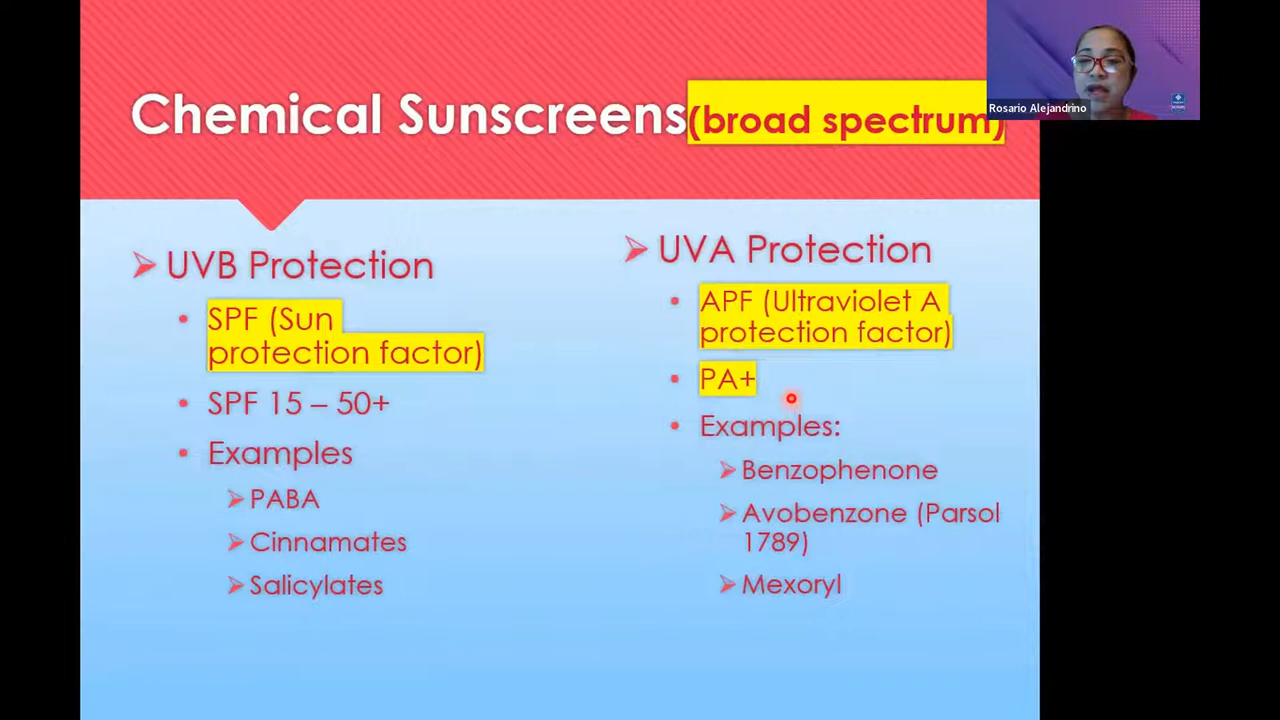 Chemical Sunscreens(broad spectrum)
Rosario Alejandrino
UVB Protection
SPF (Sun
protection factor)
SPF 15 – 50+
Examples
PABA
Cinnamates
Salicylates
UVA Protection
APF (Ultraviolet A
protection factor)
PA+
Examples:
Benzophenone
Avobenzone (Parsol
1789)
Mexoryl